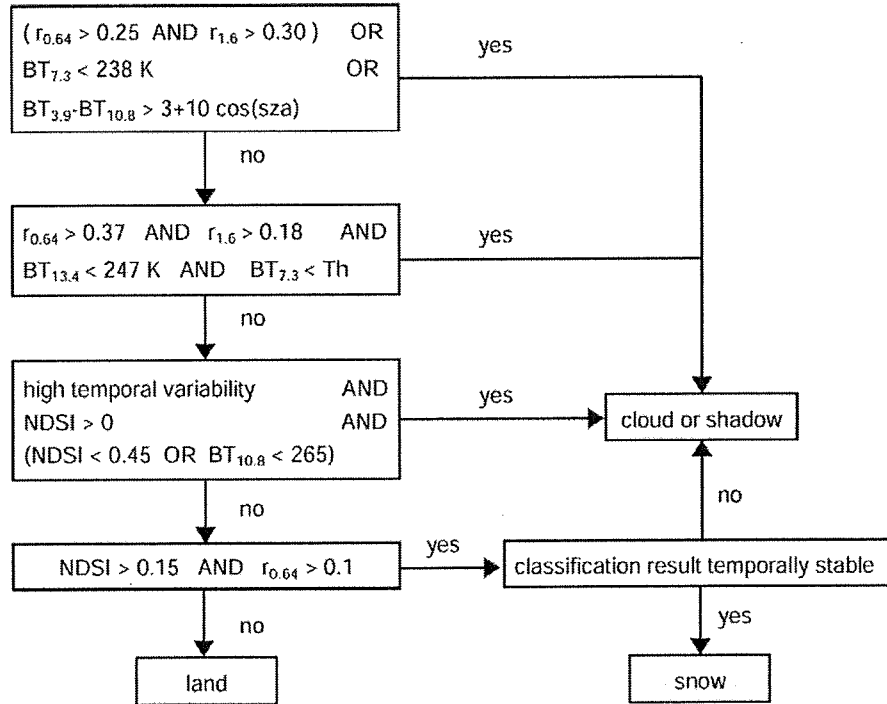 ( r0.64 > 0.25 AND r1.6 > 0.30 ) OR
BT7.3 < 238 K OR
BT3.9-BT10.8 > 3+10 cos(sza)
yes
no
r0.64 > 0.37 AND r1.6 > 0.18 AND
BT13.4 < 247 K AND BT7.3 < Th
yes
no
high temporal variability AND
NDSI > 0 AND
(NDSI < 0.45 OR BT10.8 < 265)
yes
cloud or shadow
no
no
NDSI > 0.15 AND r0.64 > 0.1
yes
classification result temporally stable
no
yes
land
snow